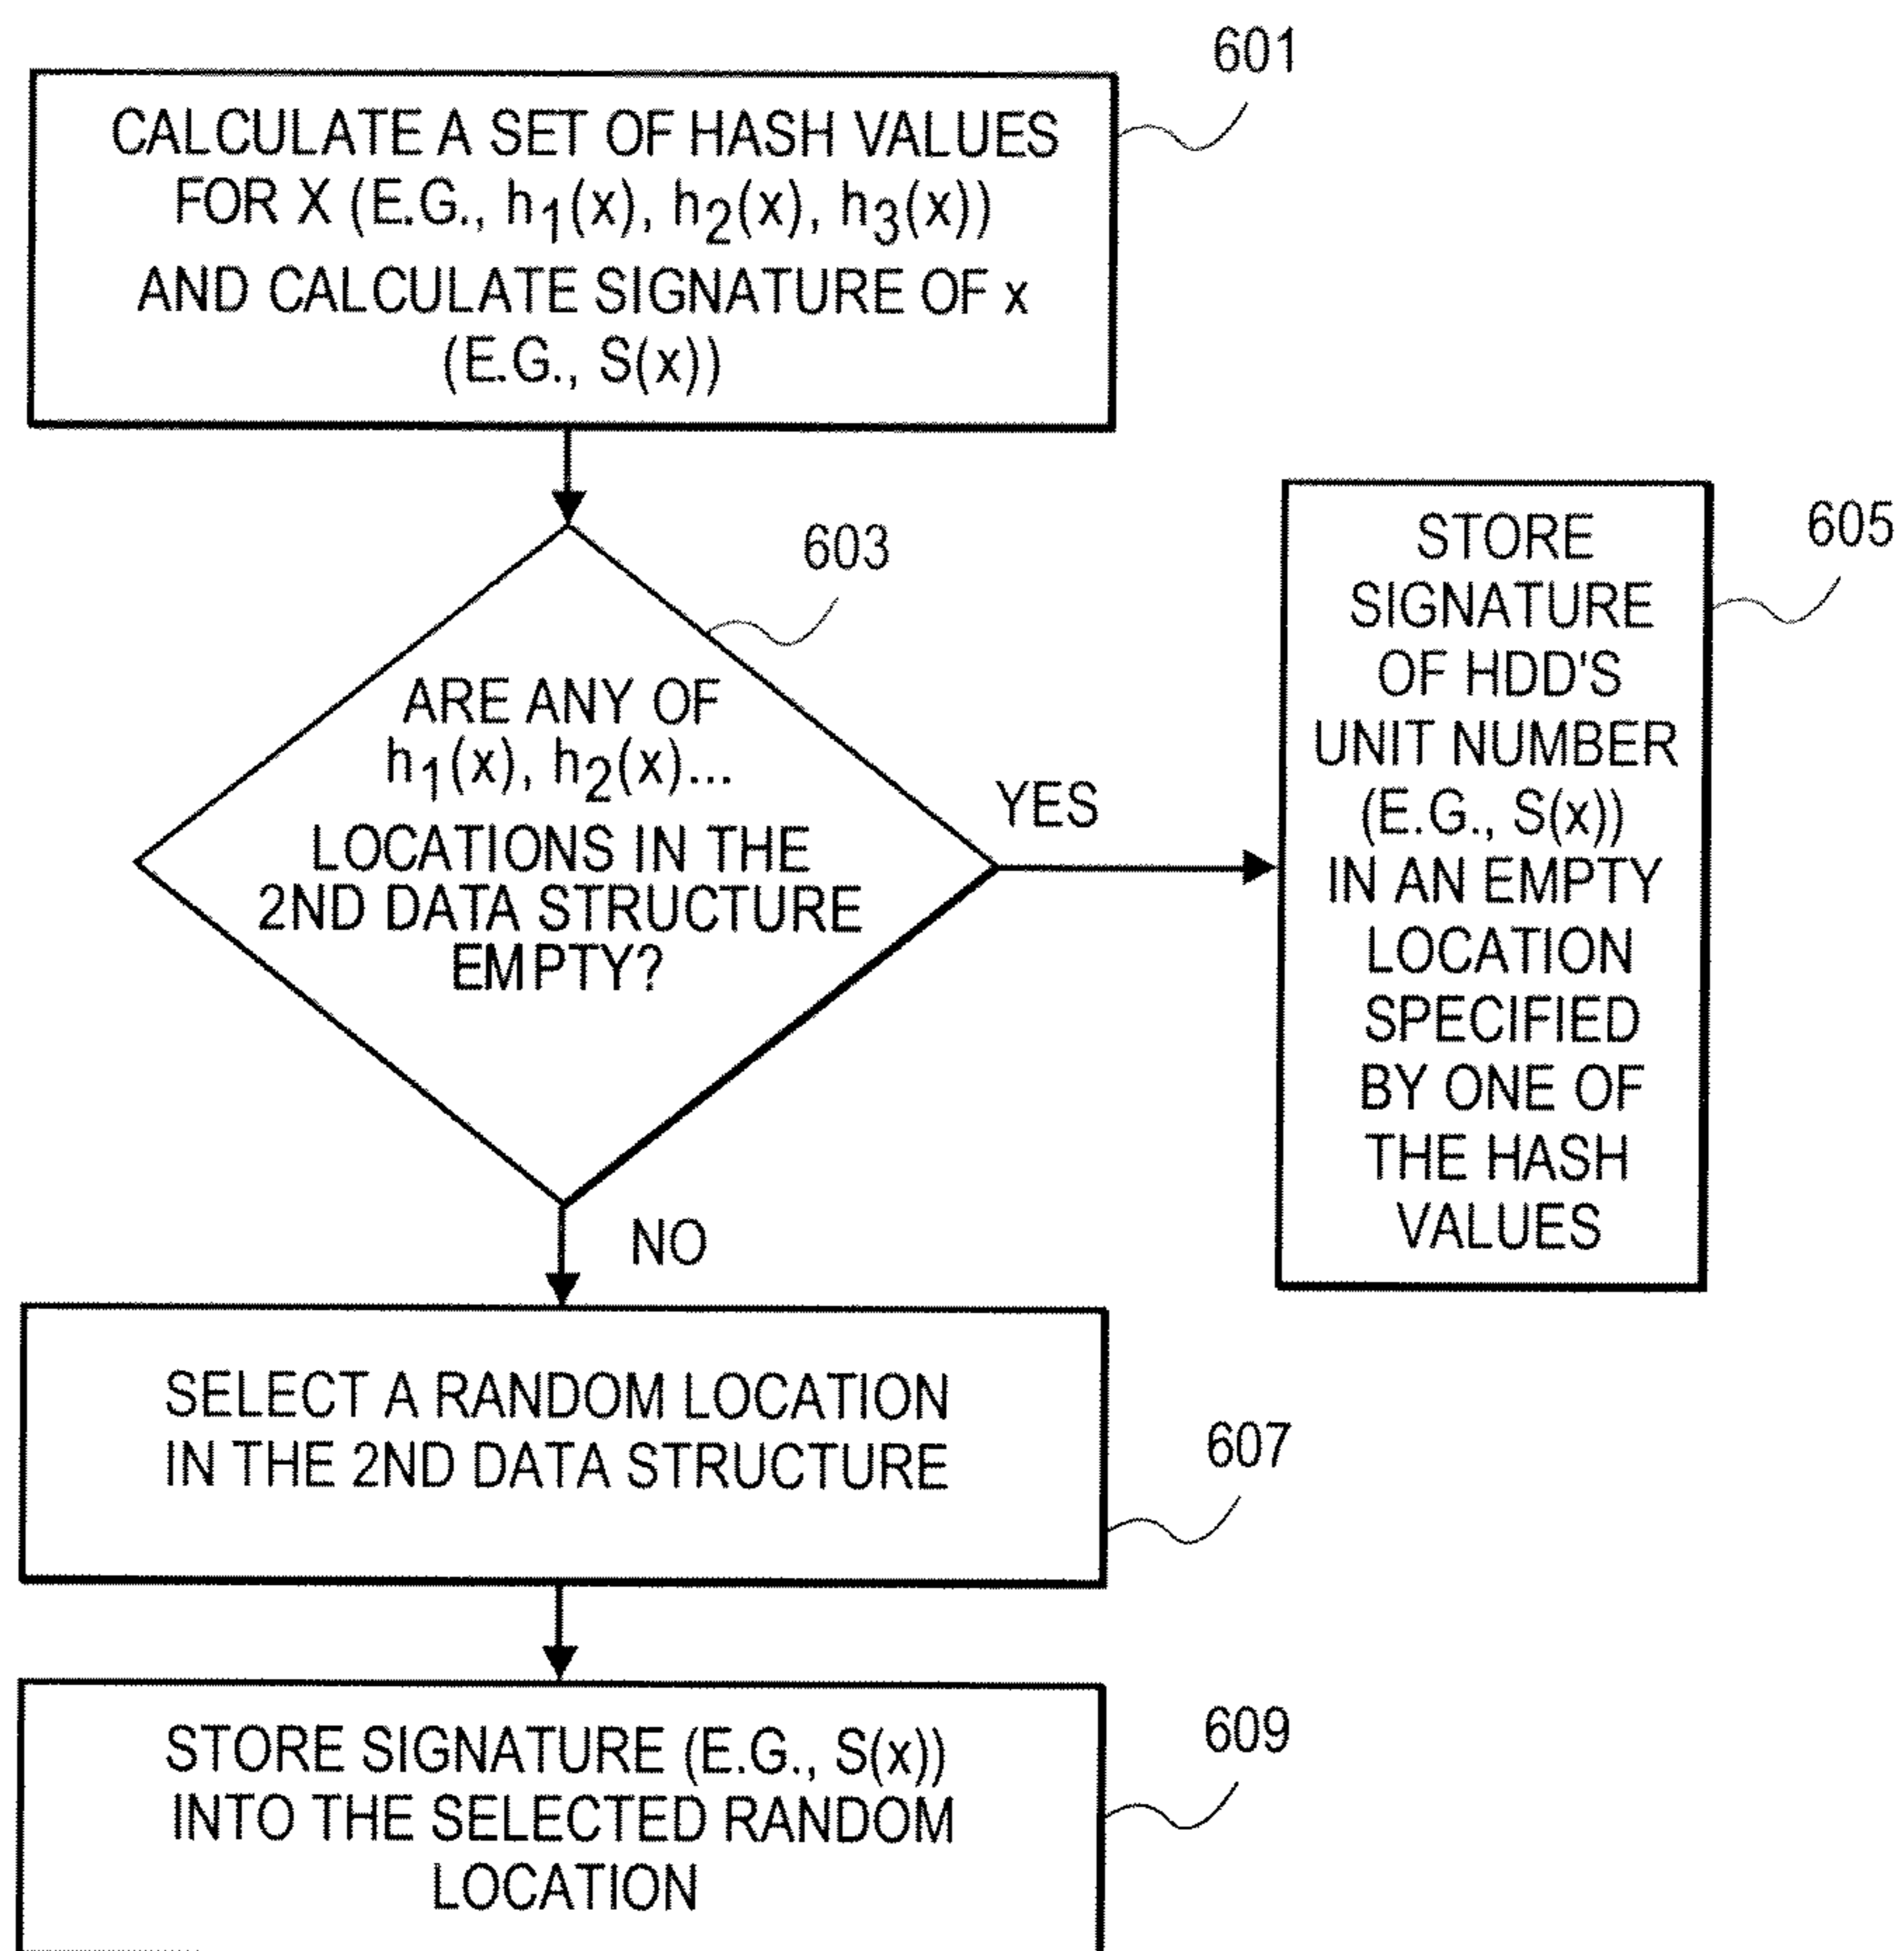 601
CALCULATE A SET OF HASH VALUES
FOR X (E.G., h1(x), h2(x), h3(x))
AND CALCULATE SIGNATURE OF x
(E.G., S(x))
603
ARE ANY OF
h1(x), h2(x)...
LOCATIONS IN THE
2ND DATA STRUCTURE
EMPTY?
YES
605
STORE
SIGNATURE
OF HDD'S
UNIT NUMBER
(E.G., S(x))
IN AN EMPTY
LOCATION
SPECIFIED
BY ONE OF
THE HASH
VALUES
NO
SELECT A RANDOM LOCATION
IN THE 2ND DATA STRUCTURE
607
STORE SIGNATURE (E.G., S(x))
INTO THE SELECTED RANDOM
LOCATION
609